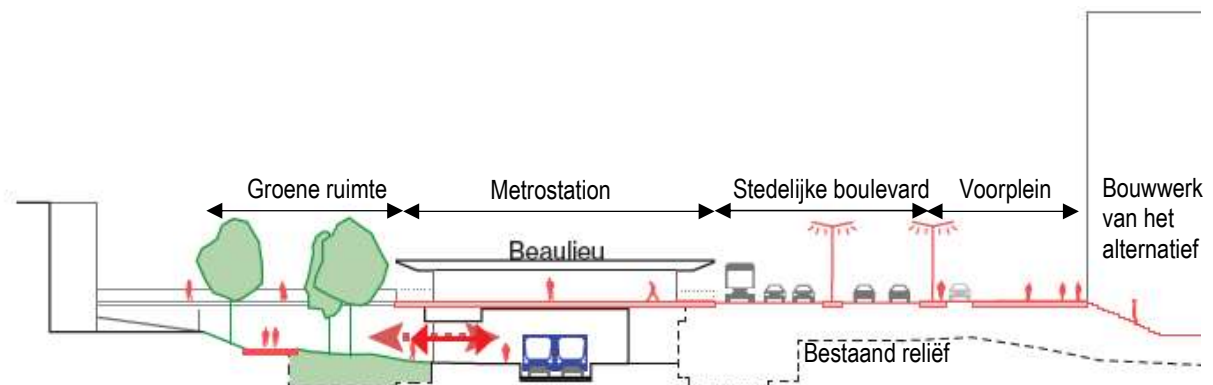 Groene ruimte
Metrostation
Stedelijke boulevard
Voorplein
Bouwwerk
van het
alternatief
Beaulieu
Bestaand reliëf